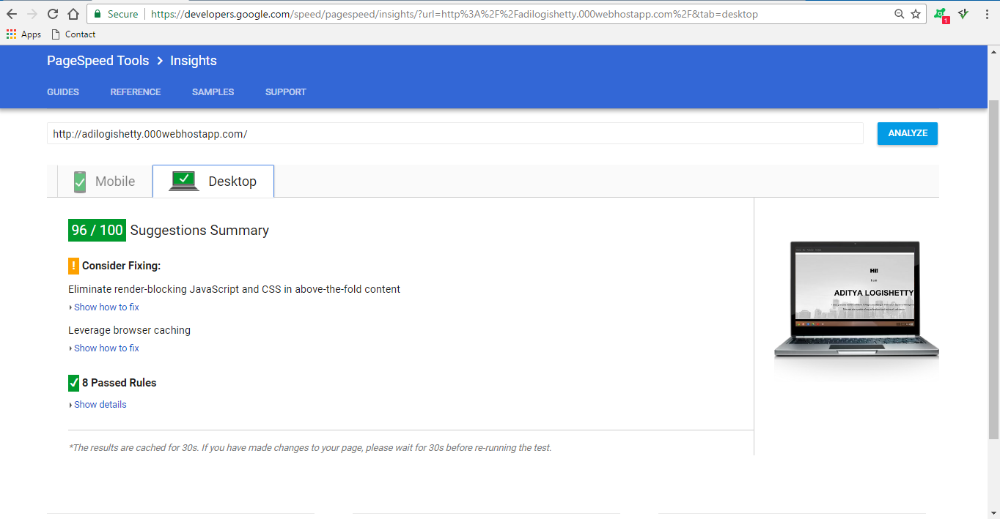 Secure https://developers.google.com/speed/pagespeed/insights/?url=http%3A%2F%2Fadilogishetty.000webhostapp.com%2F&tab=desktop
1
Apps Contact
PageSpeed Tools > Insights
GUIDES REFERENCE SAMPLES SUPPORT
http://adilogishetty.000webhostapp.com/
ANALYZE
Mobile Desktop
96 / 100 Suggestions Summary
! Consider Fixing:
Eliminate render-blocking JavaScript and CSS in above-the-fold content
Show how to fix
Leverage browser caching
Show how to fix
8 Passed Rules
Show details
*The results are cached for 30s. If you have made changes to your page, please wait for 30s before re-running the test.
Hi!
I am
ADITYA LOGISHETTY